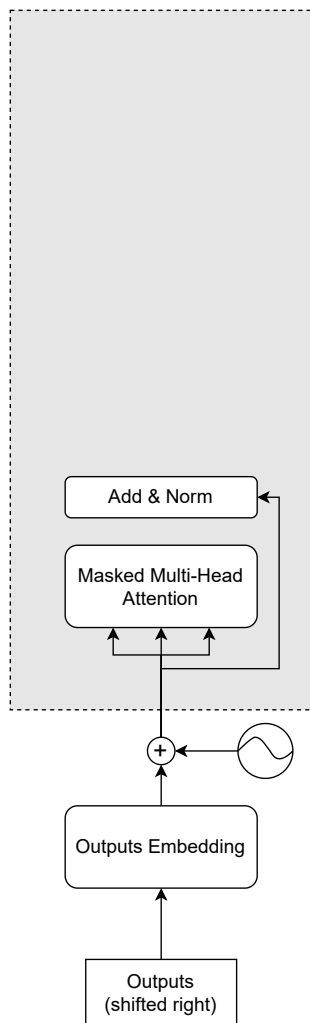 Add & Norm
Masked Multi-Head
Attention
+
Outputs Embedding
Outputs
(shifted right)